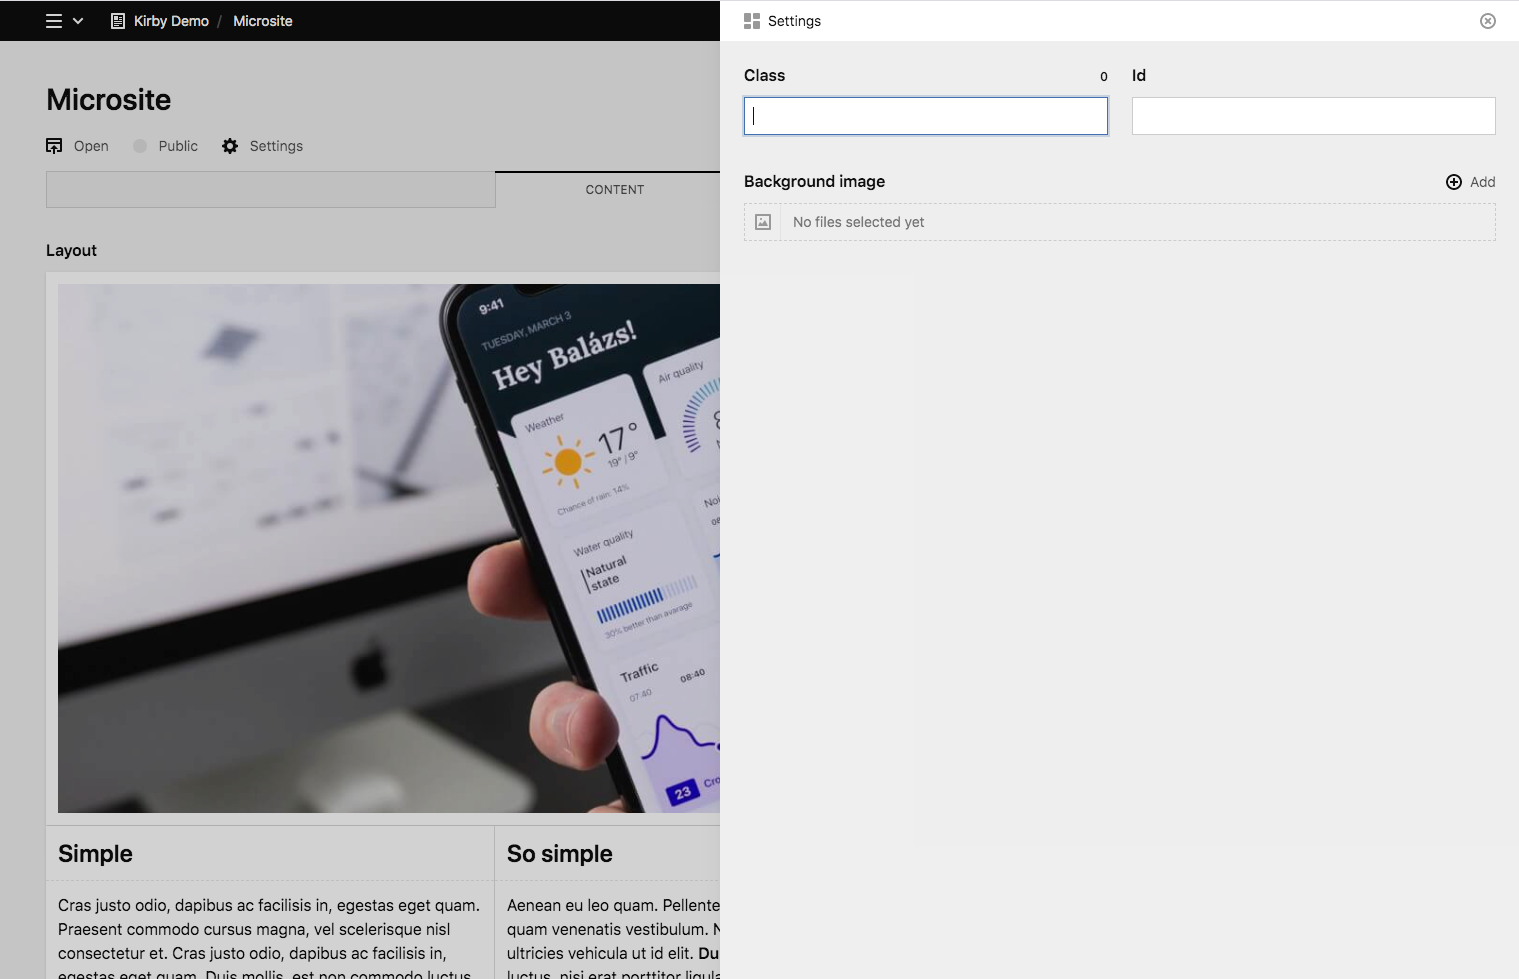 Kirby Demo / Microsite
Settings
Microsite
Open
Public
Settings
CONTENT
Layout
9:41
TUESDAY, MARCH 3
Hey Balázs!
Weather
17°
19° / 9°
Chance of rain: 14%
Air quality
Water quality
Natural
state
30% better than avarage
08:
Traffic
07:40
08:40
23
Simple
Cras justo odio, dapibus ac facilisis in, egestas eget quam.
Praesent commodo cursus magna, vel scelerisque nisl
consectetur et. Cras justo odio, dapibus ac facilisis in,
egestas eget quam. Duis mollis, est non commodo luctus,
So simple
Aenean eu leo quam. Pellente
quam venenatis vestibulum. N
ultricies vehicula ut id elit. Du
luctus, nisi erat porttitor ligula
Class
0
Id
Background image
Add
No files selected yet